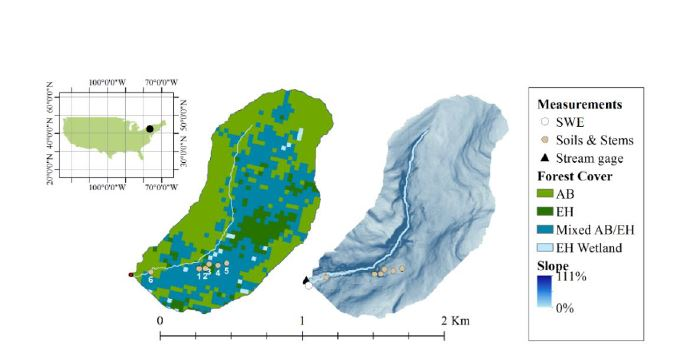 100°0'0"W 70°0'0"W
60°0'0"N
40°0'0"N
20°0'0"N
50°0'0"N
30°0'0"N
100°0'0"W 70°0'0"W
6
1
2
4
5
0 1 2 Km
Measurements
SWE
Soils & Stems
Stream gage
Forest Cover
AB
EH
Mixed AB/EH
EH Wetland
Slope
111%
0%